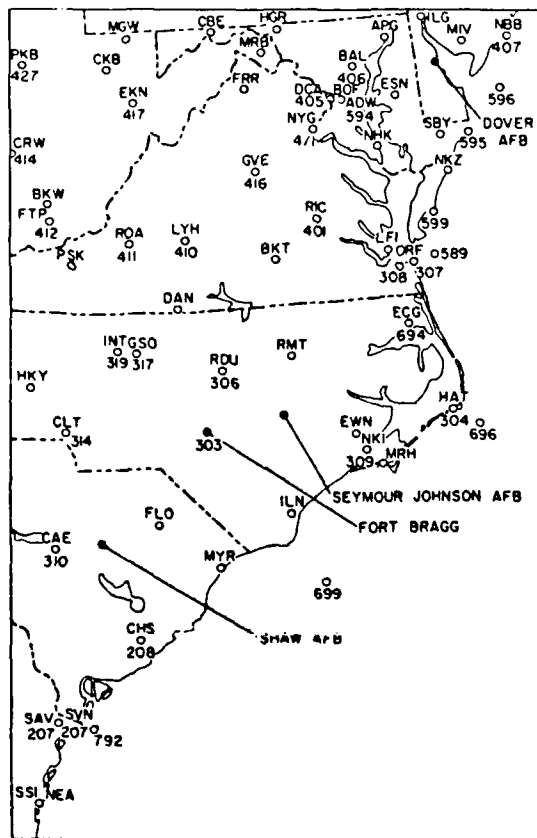 HGR
CBE
MGW
ILG
NBB
407
APG
MIV
PKB
427
CKB
MRB
BAL
406
FRR
EKN
417
DCA
405
BOF
ADW
594
ESN
596
DOVER
AFB
NYG
471
SBY
595
CRW
414
NHK
NKZ
GVE
416
BKW
FTP
412
RIC
401
599
ROA
411
LYH
410
BKT
LFI
ORF
308
307
589
PSK
DAN
ECG
694
INT
319
GSO
317
RDU
306
RMT
HKY
HAT
304
696
CLT
314
303
EWN
NKI
309
MRH
SEYMOUR JOHNSON AFB
FORT BRAGG
ILN
FLO
CAE
310
MYR
699
CHS
208
SHAW AFB
SAV
207
SVN
207
792
SSI
NEA